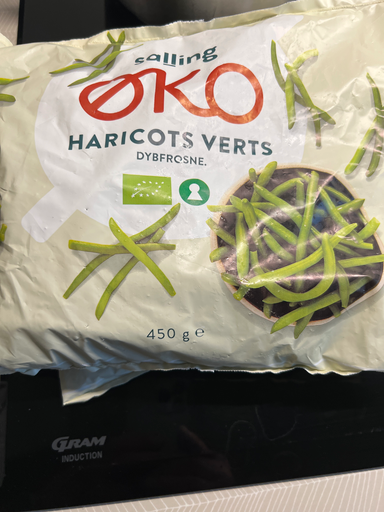 salling
ØKO
HARICOTS VERTS
DYBFROSNE.
450 g e
GRAM
INDUCTION